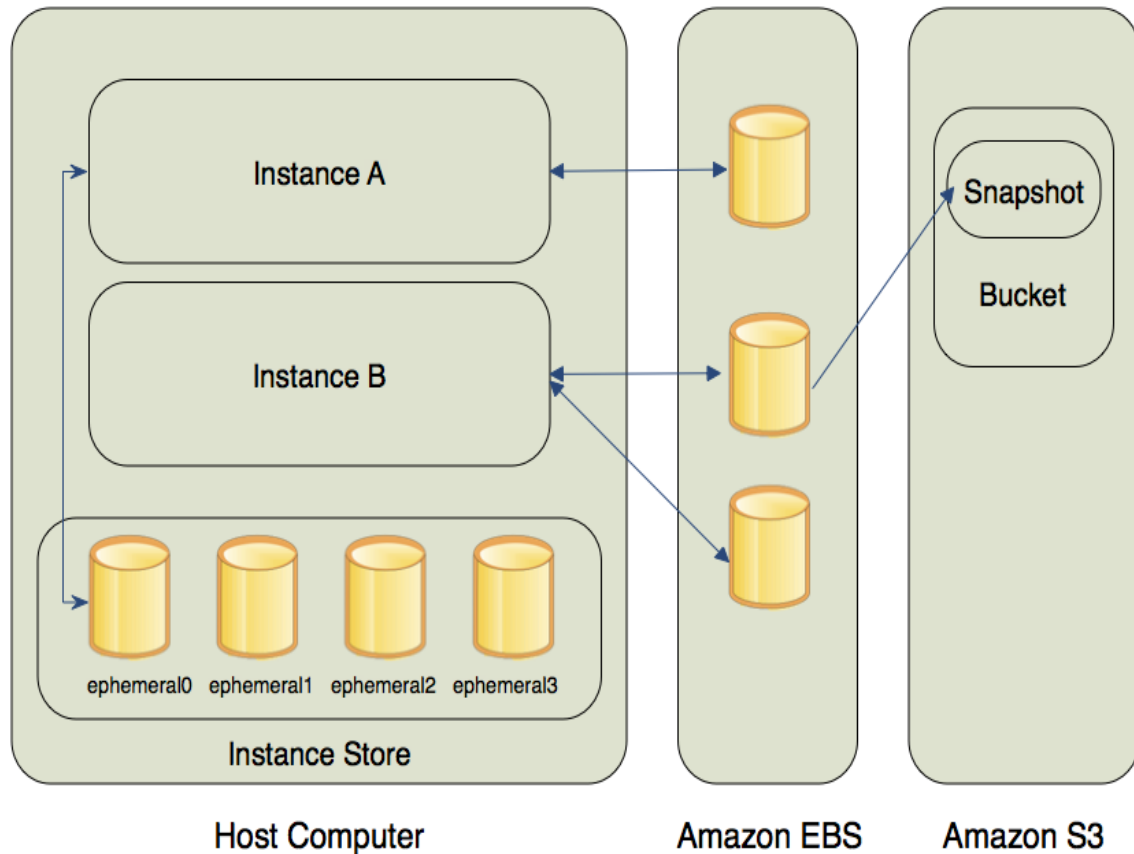 Instance A
Instance B
ephemeral0 ephemeral1 ephemeral2 ephemeral3
Instance Store
Host Computer
Amazon EBS
Snapshot
Bucket
Amazon S3